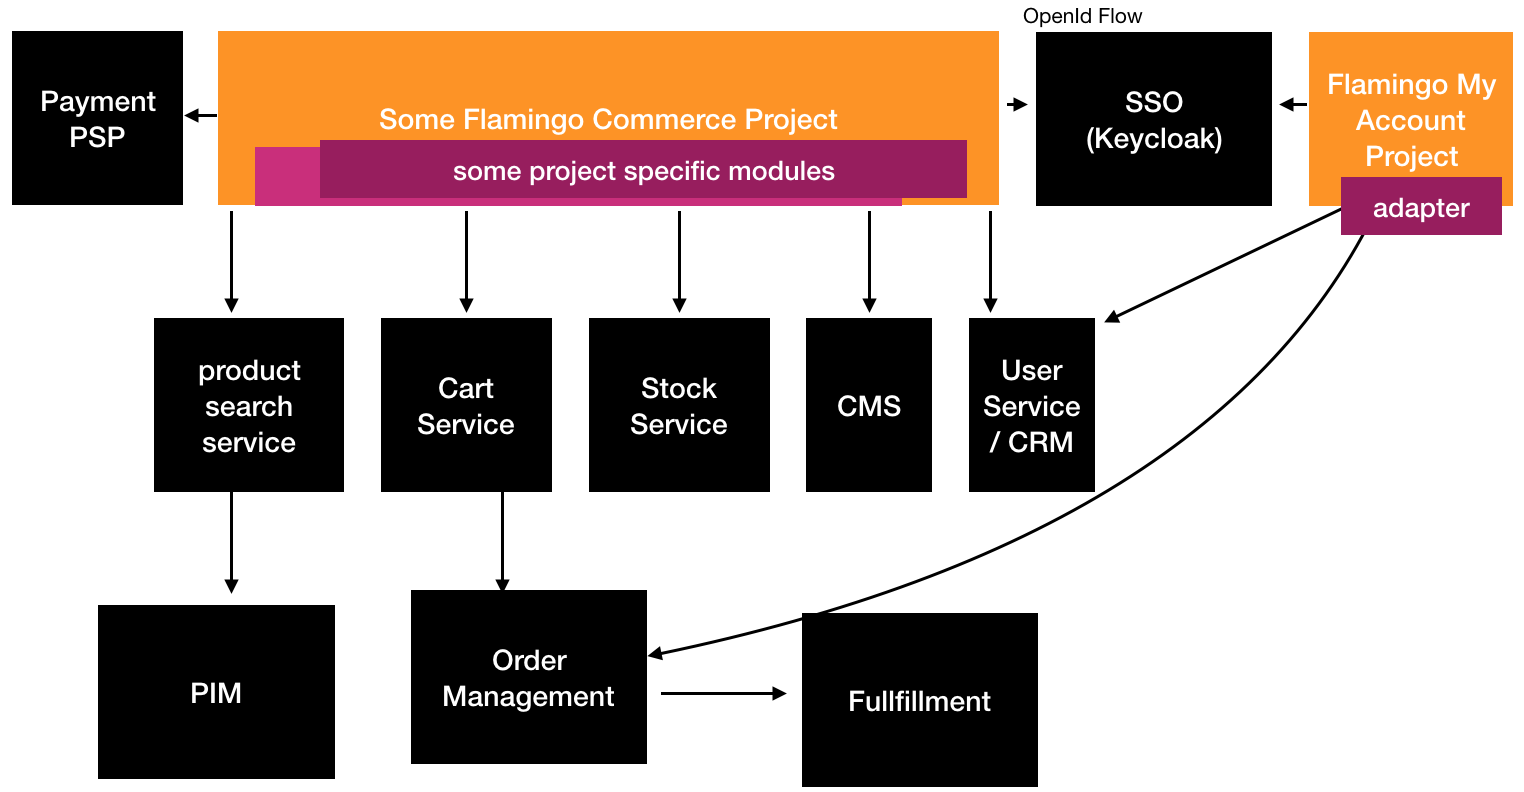 OpenId Flow
Payment
PSP
Some Flamingo Commerce Project
some project specific modules
SSO
(Keycloak)
Flamingo My
Account
Project
adapter
product
search
service
Cart
Service
Stock
Service
CMS
User
Service
/ CRM
PIM
Order
Management
Fullfillment